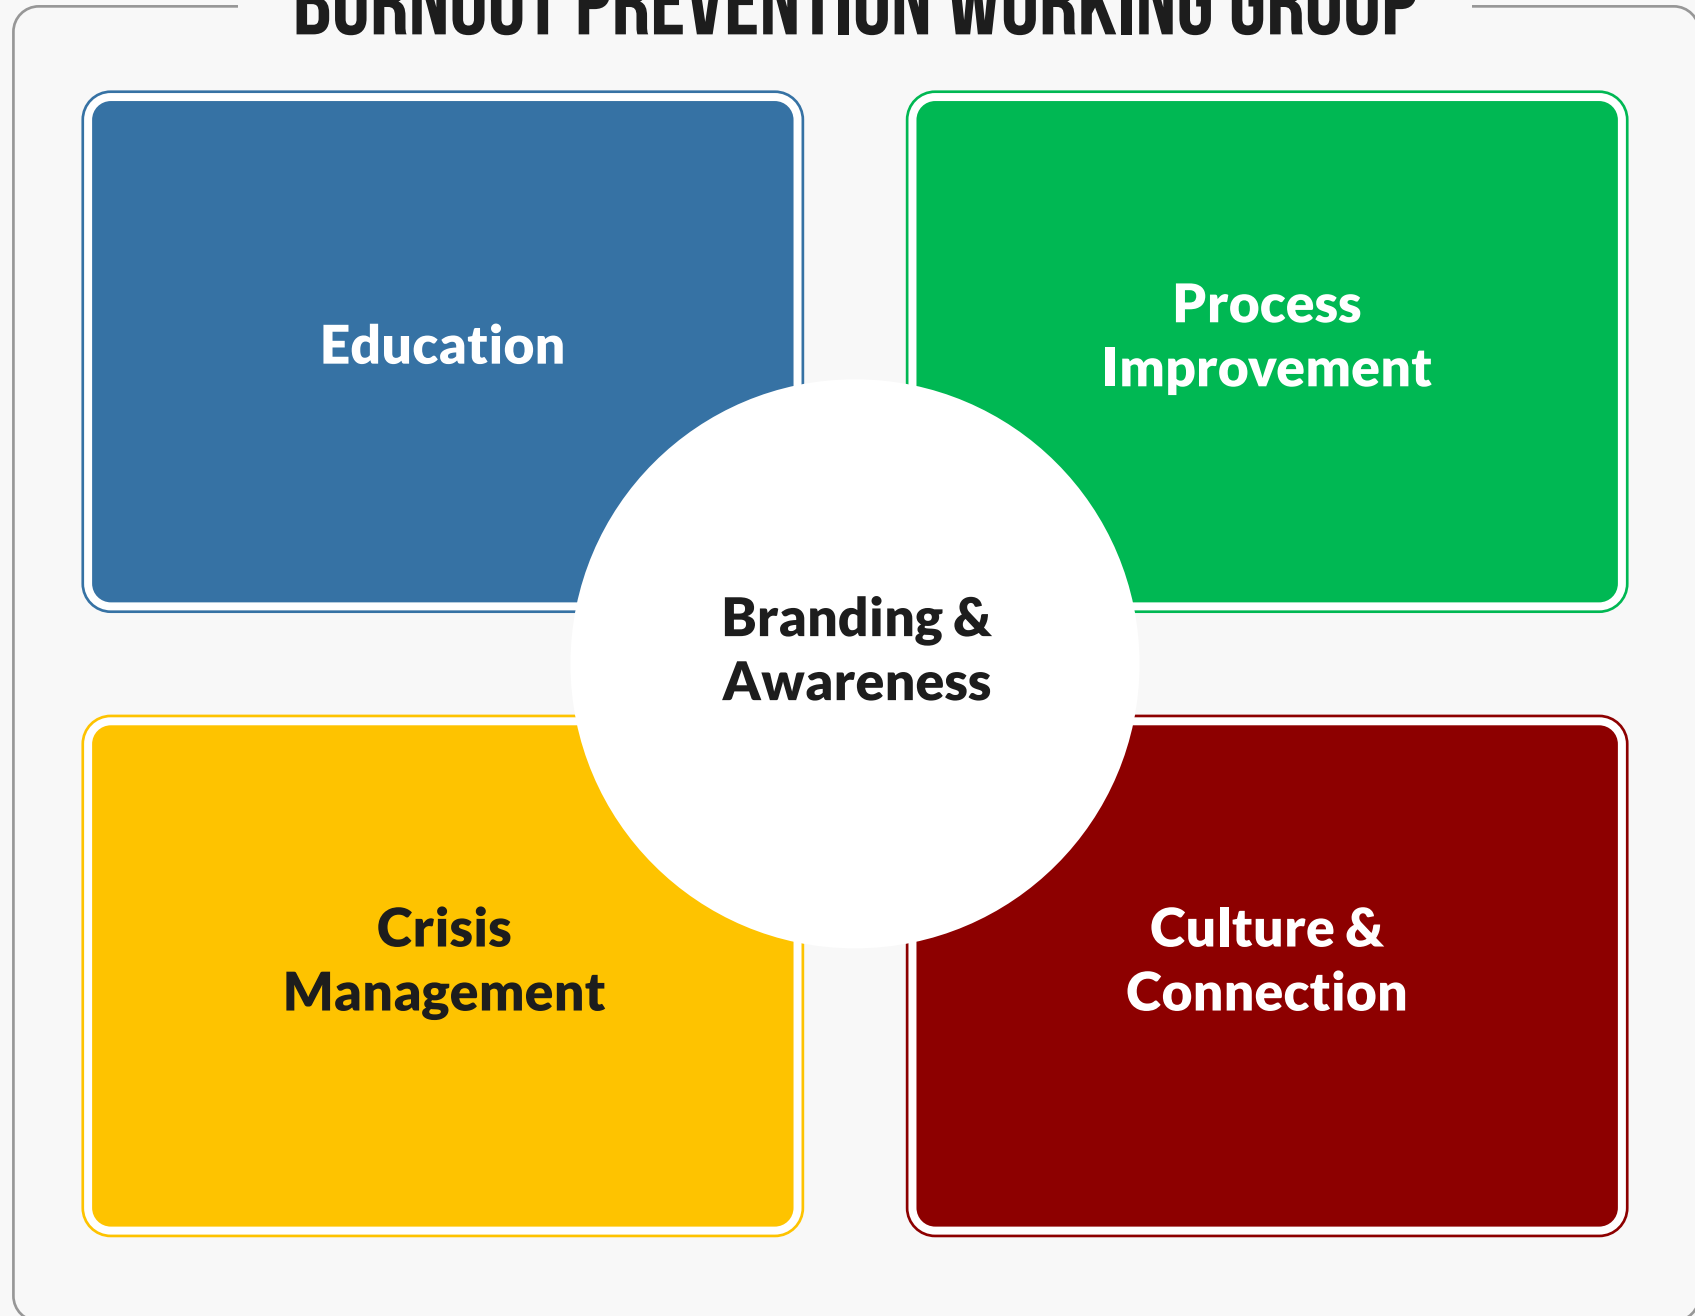 BURNOUT PREVENTION WORKING GROUP
Education
Process
Improvement
Branding &
Awareness
Crisis
Management
Culture &
Connection